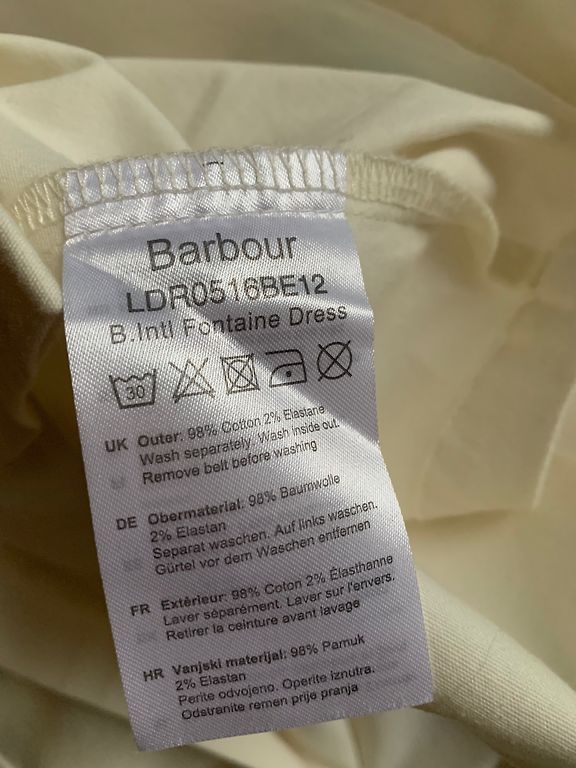 Barbour
LDR0516BE12
B.Intl Fontaine Dress
30
UK Outer: 98% Cotton 2% Elastane
Wash separately. Wash inside out.
Remove belt before washing
DE Obermaterial: 98% Baumwolle
2% Elastan
Separat waschen. Auf links waschen.
Gürtel vor dem Waschen entfernen
FR Extèrieur: 98% Coton 2% Élasthanne
Laver séparément. Laver sur l'envers.
Retirer la ceinture avant lavage
HR Vanjski materijal: 98% Pamuk
2% Elastan
Perite odvojeno. Operite iznutra.
Odstranite remen prije pranja